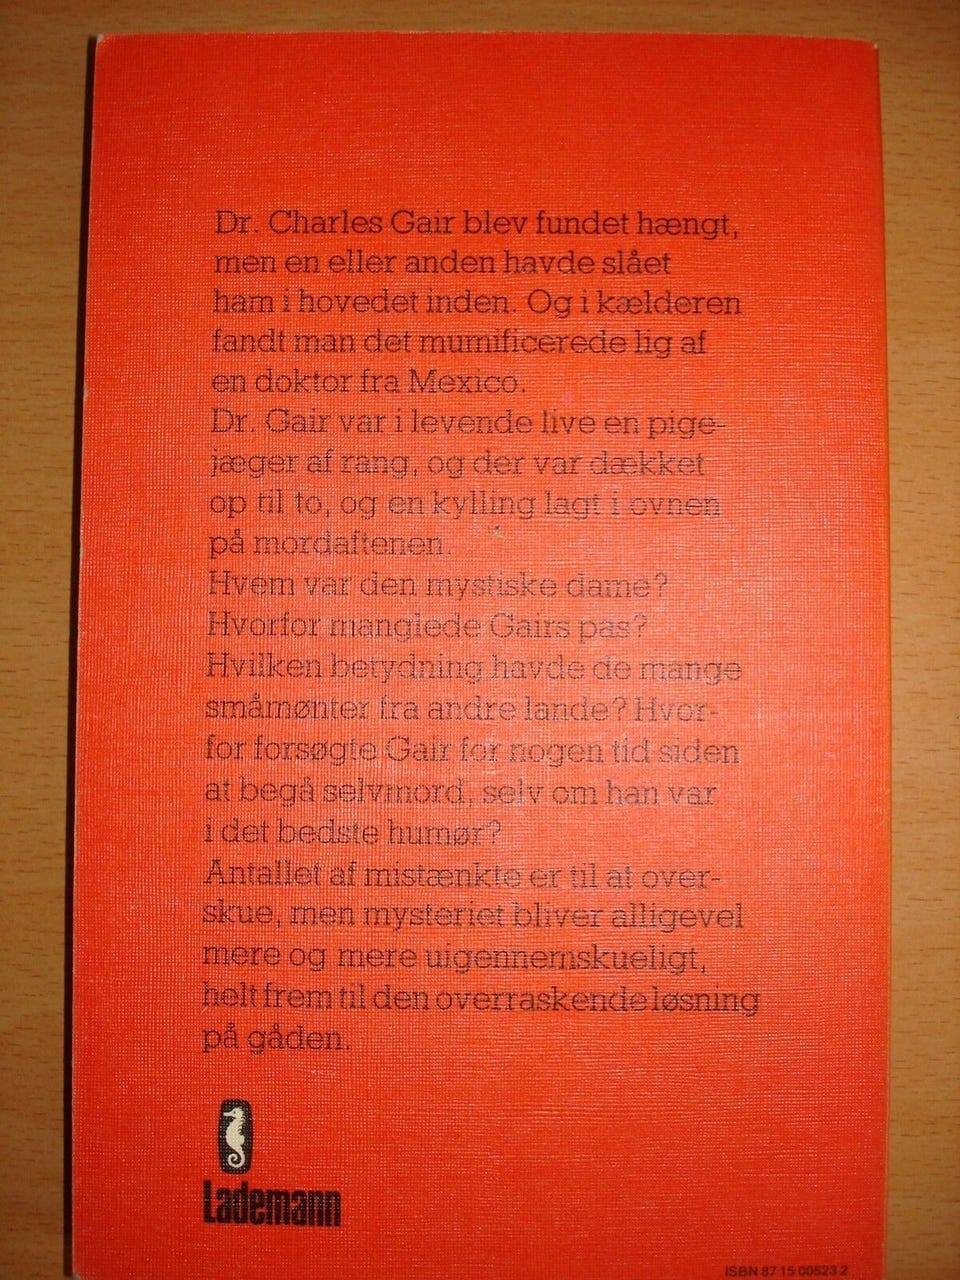 Dr. Charles Gair blev fundet hængt,
men en eller anden havde slået
ham i hovedet inden. Og i kælderen
fandt man det mumificerede lig af
en doktor fra Mexico.
Dr. Gair var i levende live en pige-
jæger af rang, og der var dækket
op til to, og en kylling lagt i ovnen
på mordaftenen.
Hvem var den mystiske dame?
Hvorfor manglede Gairs pas?
Hvilken betydning havde de mange
småmønter fra andre lande? Hvor-
for forsøgte Gair for nogen tid siden
at begå selvmord, selv om han var
i det bedste humør?
Antallet af mistænkte er til at over-
skue, men mysteriet bliver alligevel
mere og mere uigennemskueligt,
helt frem til den overraskende løsning
på gåden.
Lademann
ISBN 87 15 00523 2